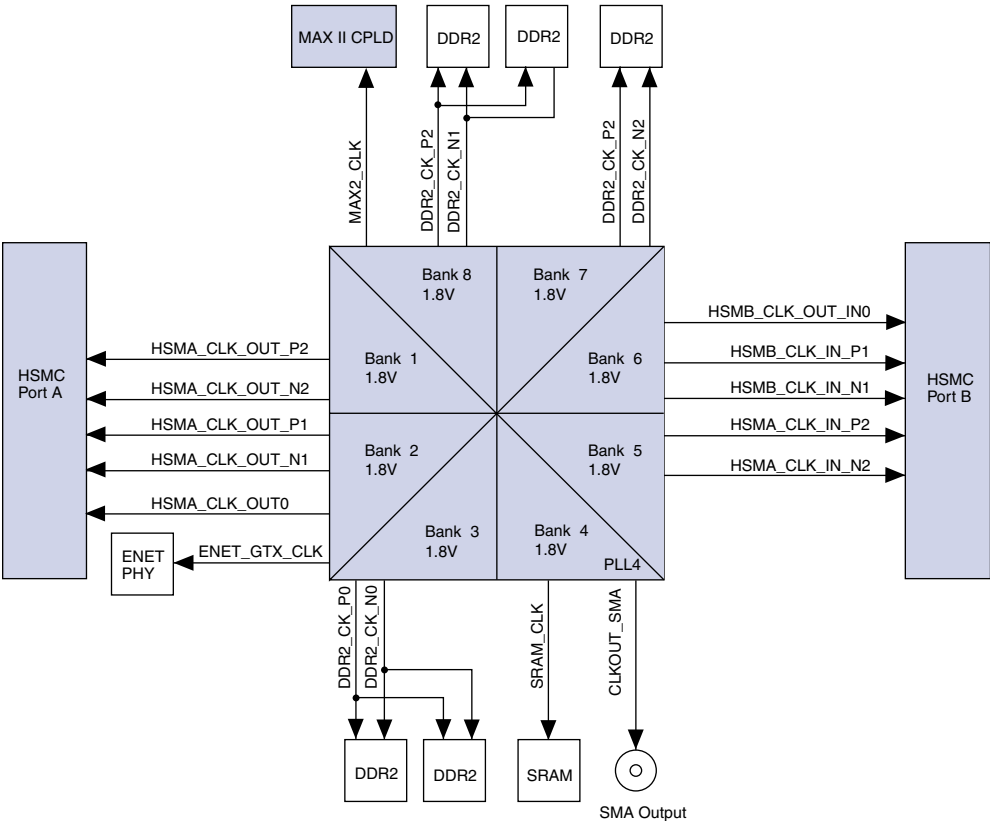 MAX II CPLD
DDR2
DDR2
DDR2
MAX2_CLK
DDR2_CK_P2
DDR2_CK_N1
DDR2_CK_P2
DDR2_CK_N2
HSMC
Port A
HSMA_CLK_OUT_P2
HSMA_CLK_OUT_N2
HSMA_CLK_OUT_P1
HSMA_CLK_OUT_N1
HSMA_CLK_OUT0
ENET
PHY
ENET_GTX_CLK
Bank 8
1.8V
Bank 7
1.8V
Bank 1
1.8V
Bank 6
1.8V
Bank 2
1.8V
Bank 5
1.8V
Bank 3
1.8V
Bank 4
1.8V
PLL4
HSMB_CLK_OUT_IN0
HSMB_CLK_IN_P1
HSMB_CLK_IN_N1
HSMA_CLK_IN_P2
HSMA_CLK_IN_N2
HSMC
Port B
DDR2_CK_P0
DDR2_CK_N0
SRAM_CLK
CLKOUT_SMA
DDR2
DDR2
SRAM
SMA Output